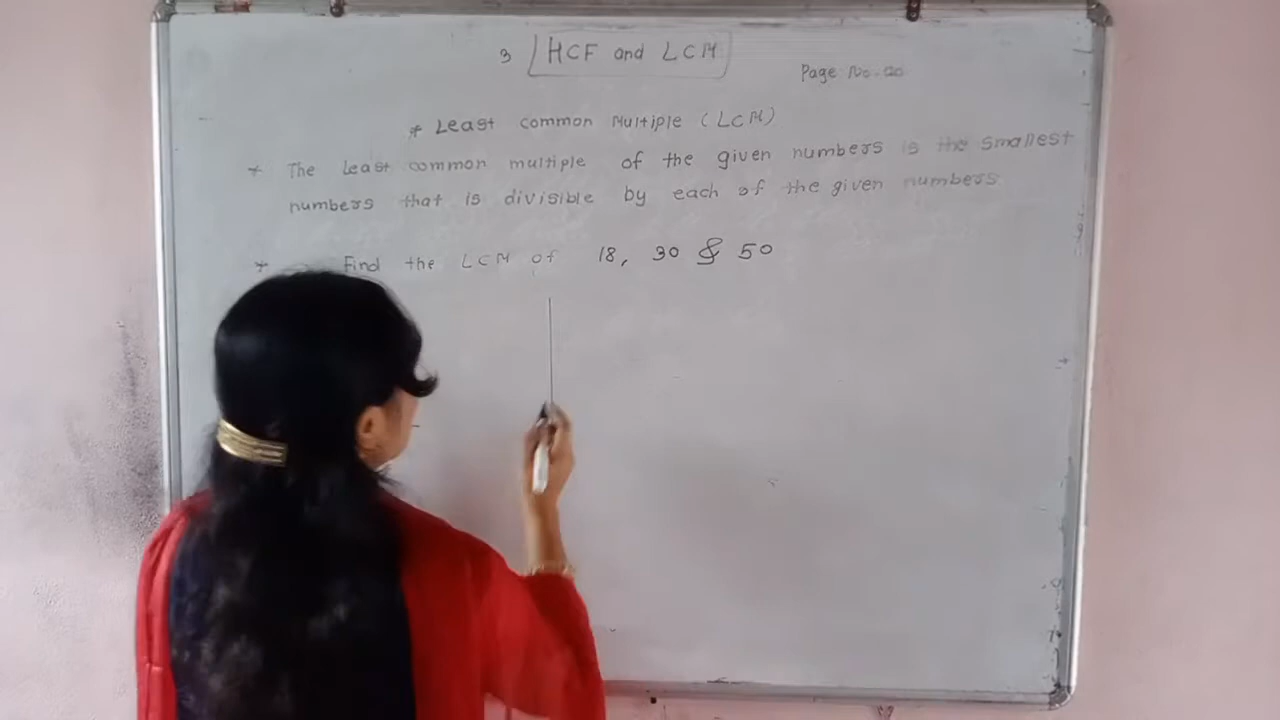 3 HCF and LCM
Page No. 20
* Least common Multiple (LCM)
* The Least common multiple of the given numbers is the smallest
numbers that is divisible by each of the given numbers
* Find the LCM of 18, 30 & 50